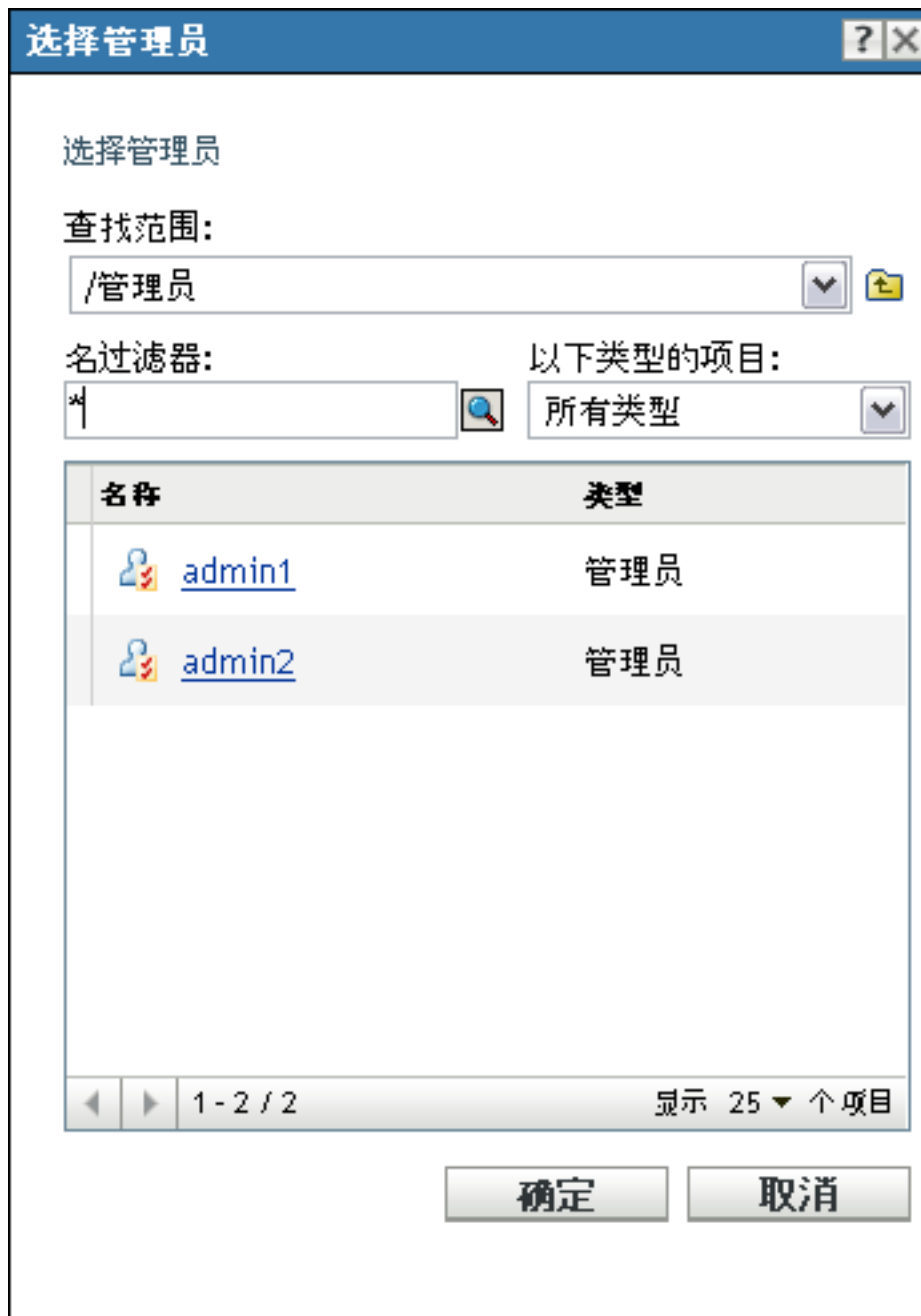 选择管理员 ?
选择管理员
查找范围:
/管理员
名过滤器: 以下类型的项目:
* 所有类型
名称 类型
admin1 管理员
admin2 管理员
1 - 2 / 2 显示 25 个项目
确定 取消